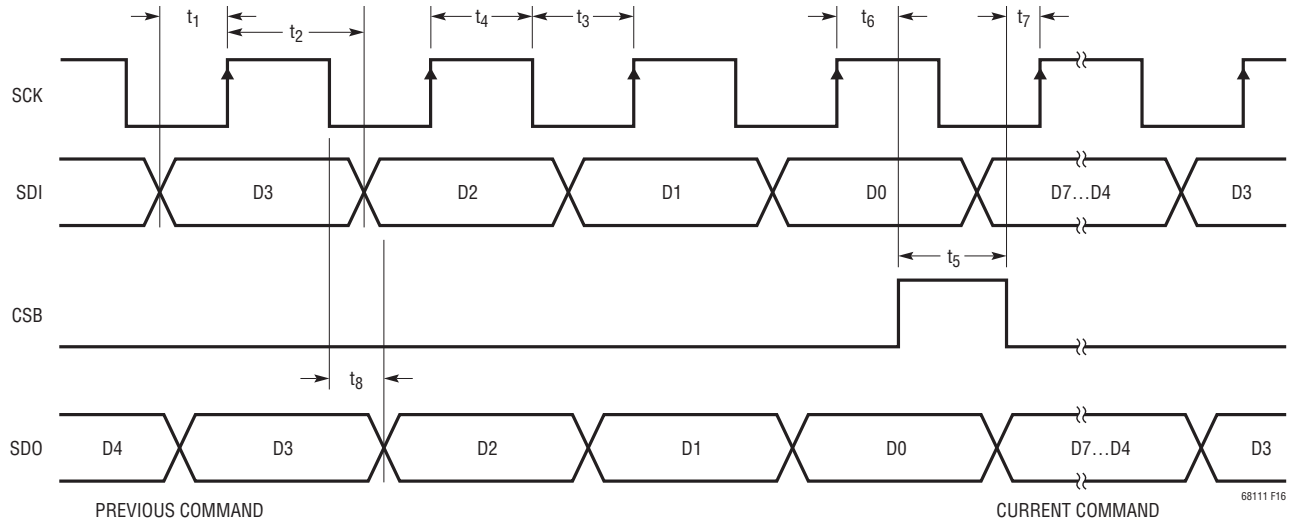 t1
t2
t4
t3
t6
t7
SCK
SDI
D3
D2
D1
D0
D7...D4
D3
t5
CSB
t8
SDO
D4
D3
D2
D1
D0
D7...D4
D3
68111 F16
PREVIOUS COMMAND
CURRENT COMMAND